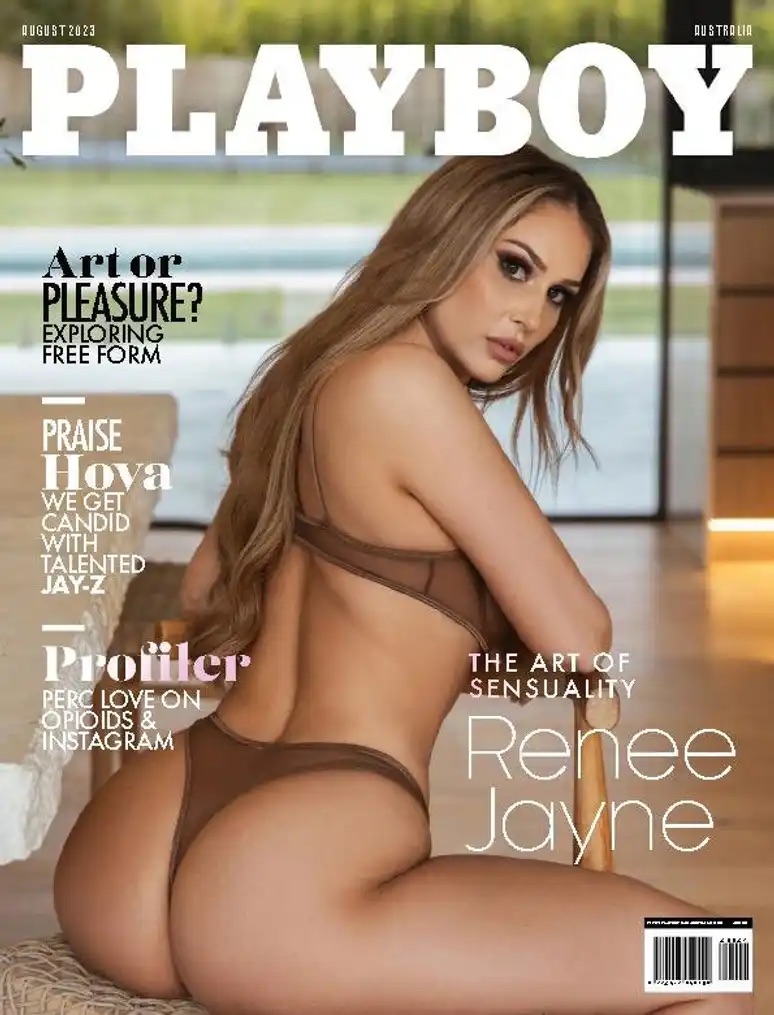 AUGUST 2023
AUSTRALIA
PLAYBOY
Art or
PLEASURE?
EXPLORING
FREE FORM
PRAISE
Hova
WE GET
CANDID
WITH
TALENTED
JAY-Z
Profiler
PERC LOVE ON
OPIOIDS &
INSTAGRAM
THE ART OF
SENSUALITY
Renee
Jayne